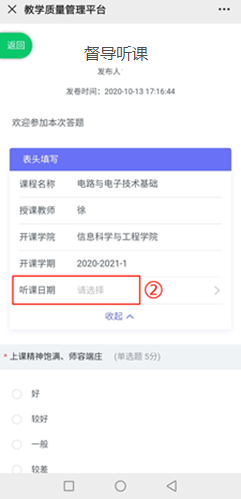 × 教学质量管理平台 ...
返回
督导听课
发布人
发卷时间：2020-10-13 17:16:44
欢迎参加本次答题
表头填写
课程名称 电路与电子技术基础
授课教师 徐
开课学院 信息科学与工程学院
开课学期 2020-2021-1
听课日期 请选择 ②
收起
* 上课精神饱满、师容端庄 (单选题 5分)
好
较好
一般
较差